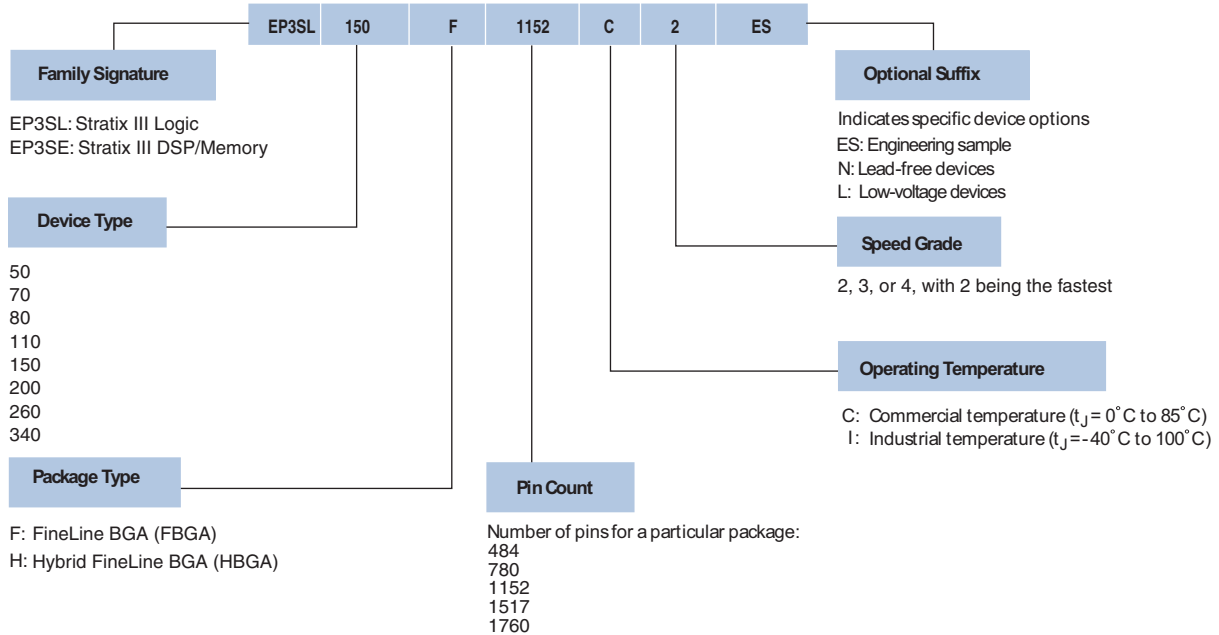 EP3SL 150 F 1152 C 2 ES
Family Signature
EP3SL: Stratix III Logic
EP3SE: Stratix III DSP/Memory
Device Type
50
70
80
110
150
200
260
340
Package Type
F: FineLine BGA (FBGA)
H: Hybrid FineLine BGA (HBGA)
Pin Count
Number of pins for a particular package:
484
780
1152
1517
1760
Optional Suffix
Indicates specific device options
ES: Engineering sample
N: Lead-free devices
L: Low-voltage devices
Speed Grade
2, 3, or 4, with 2 being the fastest
Operating Temperature
C: Commercial temperature (tJ = 0°C to 85°C)
I: Industrial temperature (tJ = -40°C to 100°C)